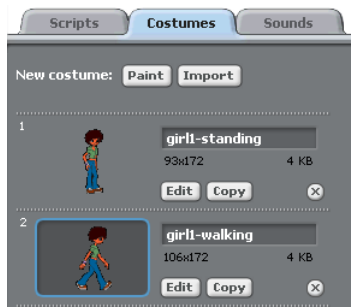 Scripts Costumes Sounds
New costume: Paint Import
1
girl1-standing
93x172 4 KB
Edit Copy
2
girl1-walking
106x172 4 KB
Edit Copy